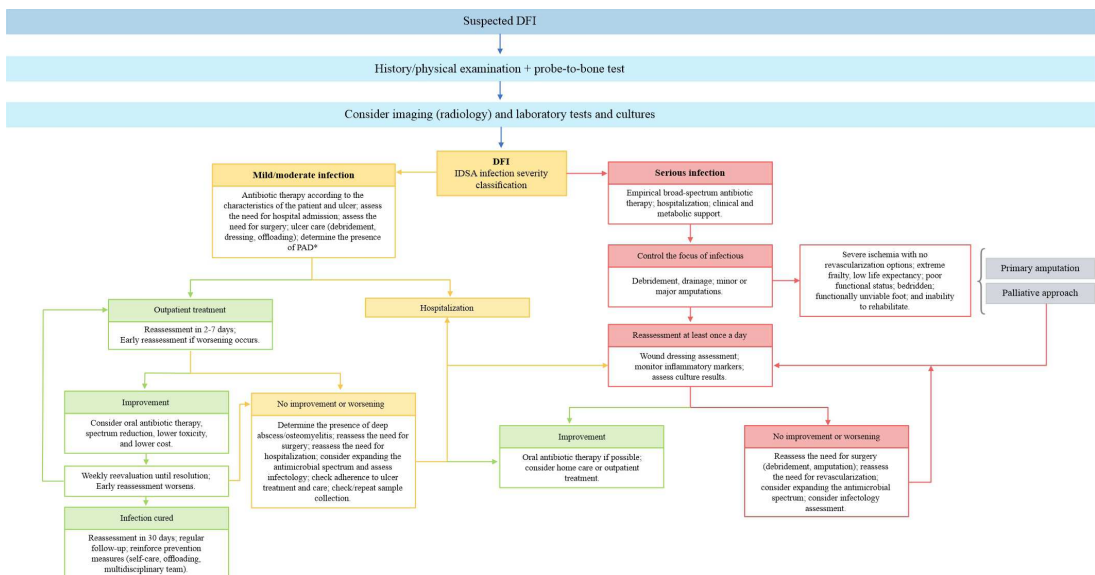 Suspected DFI
History/physical examination + probe-to-bone test
Consider imaging (radiology) and laboratory tests and cultures
DFI
IDSA infection severity
classification
Mild/moderate infection
Antibiotic therapy according to the
characteristics of the patient and ulcer; assess
the need for hospital admission; assess the
need for surgery; ulcer care (debridement,
dressing, offloading); determine the presence
of PAD*
Serious infection
Empirical broad-spectrum antibiotic
therapy; hospitalization; clinical and
metabolic support.
Control the focus of infectious
Debridement, drainage; minor or
major amputations.
Severe ischemia with no
revascularization options; extreme
frailty, low life expectancy; poor
functional status; bedridden;
functionally unviable foot; and inability
to rehabilitate.
Primary amputation
Palliative approach
Outpatient treatment
Reassessment in 2-7 days;
Early reassessment if worsening occurs.
Hospitalization
Reassessment at least once a day
Wound dressing assessment;
monitor inflammatory markers;
assess culture results.
Improvement
Consider oral antibiotic therapy,
spectrum reduction, lower toxicity,
and lower cost.
Weekly reevaluation until resolution;
Early reassessment worsens.
Infection cured
Reassessment in 30 days; regular
follow-up; reinforce prevention
measures (self-care, offloading,
multidisciplinary team).
No improvement or worsening
Determine the presence of deep
abscess/osteomyelitis; reassess the need for
surgery; reassess the need for
hospitalization; consider expanding the
antimicrobial spectrum and assess
infectology; check adherence to ulcer
treatment and care; check/repeat sample
collection.
Improvement
Oral antibiotic therapy if possible;
consider home care or outpatient
treatment.
No improvement or worsening
Reassess the need for surgery
(debridement, amputation); reassess
the need for revascularization;
consider expanding the antimicrobial
spectrum; consider infectology
assessment.